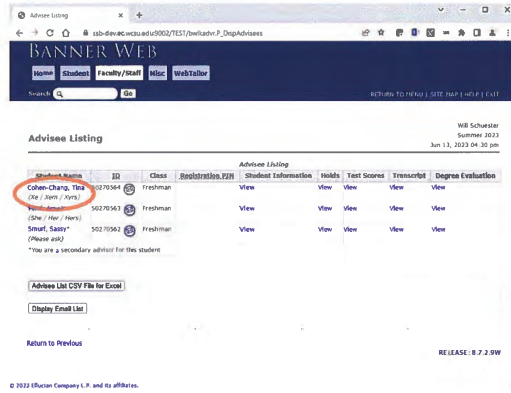 Advisee Listing
ssb-dev.ec.wcsu.edu:9002/TEST/bwlkadvr.P_DispAdvisees
BANNER WEB
Home Student Faculty/Staff Misc WebTailor
Search Go
RETURN TO MENU | SITE MAP | HELP | EXIT
Will Schuester
Summer 2023
Jun 13, 2023 04:30 pm
Advisee Listing
Advisee Listing
Student Name ID Class Registration PIN Student Information Holds Test Scores Transcript Degree Evaluation
Cohen-Chang, Tina 50270564 Freshman View View View View View
(Xe / Xem / Xyrs)
50270563 Freshman View View View View View
(She / Her / Hers)
Smurf, Sassy* 50270562 Freshman View View View View View
(Please ask)
*You are a secondary advisor for this student
Advisee List CSV File for Excel
Display Email List
Return to Previous
RELEASE: 8.7.2.9W
© 2023 Ellucian Company L.P. and its affiliates.